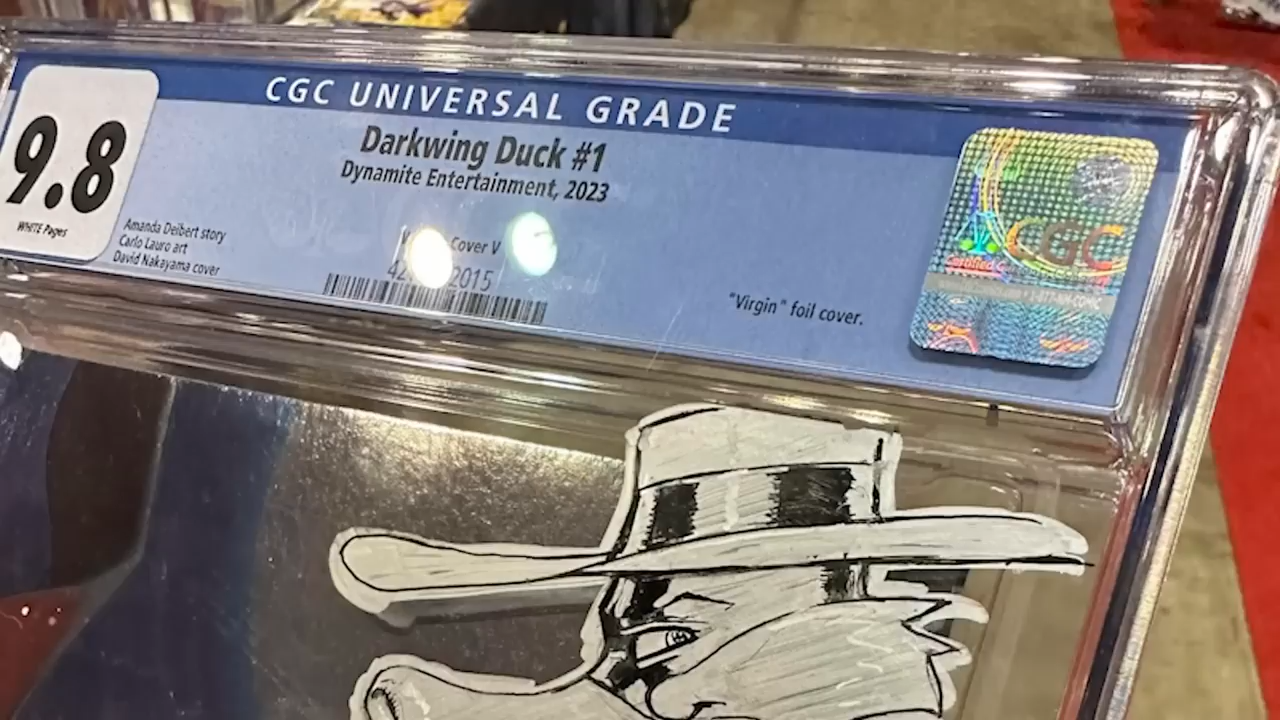 CGC UNIVERSAL GRADE
9.8
WHITE Pages
Darkwing Duck #1
Dynamite Entertainment, 2023
Amanda Deibert story
Carlo Lauro art
David Nakayama cover
Cover V
2015
"Virgin" foil cover.
CGC
Certified